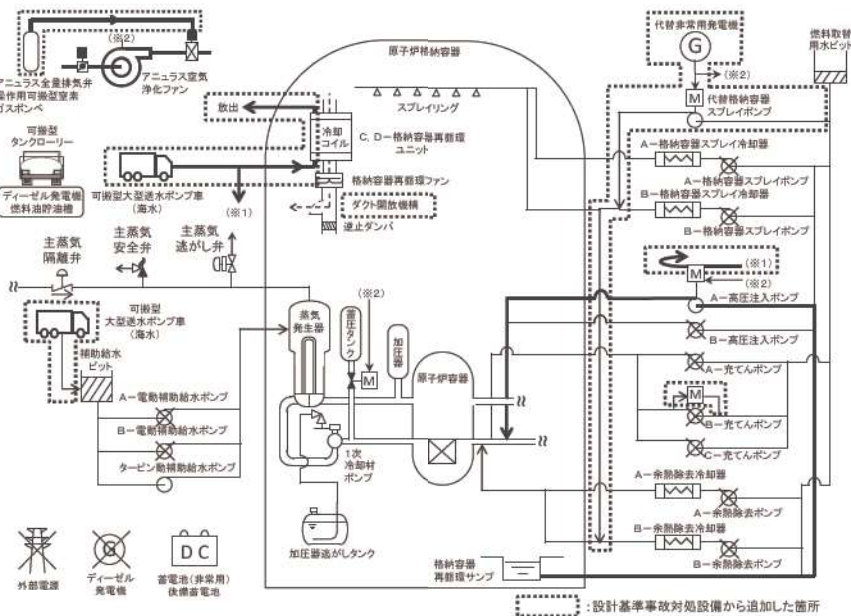 (※2)
アニュラス全量排気弁
操作用可搬型窒素
ガスボンベ
アニュラス空気
浄化ファン
可搬型
タンクローリー
ディーゼル発電機
燃料油貯油槽
放出
可搬型大型送水ポンプ車
(海水)
(※1)
冷却
コイル
C, D-格納容器再循環
ユニット
格納容器再循環ファン
ダクト開放機構
逆止ダンパ
原子炉格納容器
スプレイリング
代替非常用発電機
G
(※2)
M
代替格納容器
スプレイポンプ
燃料取替
用水ピット
A-格納容器スプレイ冷却器
A-格納容器スプレイポンプ
B-格納容器スプレイ冷却器
B-格納容器スプレイポンプ
(※1)
M
(※2)
A-高圧注入ポンプ
B-高圧注入ポンプ
A-充てんポンプ
M
B-充てんポンプ
C-充てんポンプ
A-余熱除去冷却器
A-余熱除去ポンプ
B-余熱除去冷却器
B-余熱除去ポンプ
主蒸気
隔離弁
主蒸気
安全弁
主蒸気
逃がし弁
可搬型
大型送水ポンプ車
(海水)
補助給水
ピット
A-電動補助給水ポンプ
B-電動補助給水ポンプ
タービン動補助給水ポンプ
蒸気
発生器
蓄圧タンク
(※2)
M
加圧器
原子炉容器
1次
冷却材
ポンプ
加圧器逃がしタンク
格納容器
再循環サンプ
外部電源
G
ディーゼル
発電機
DC
蓄電池(非常用)
後備蓄電池
:設計基準事故対処設備から追加した箇所